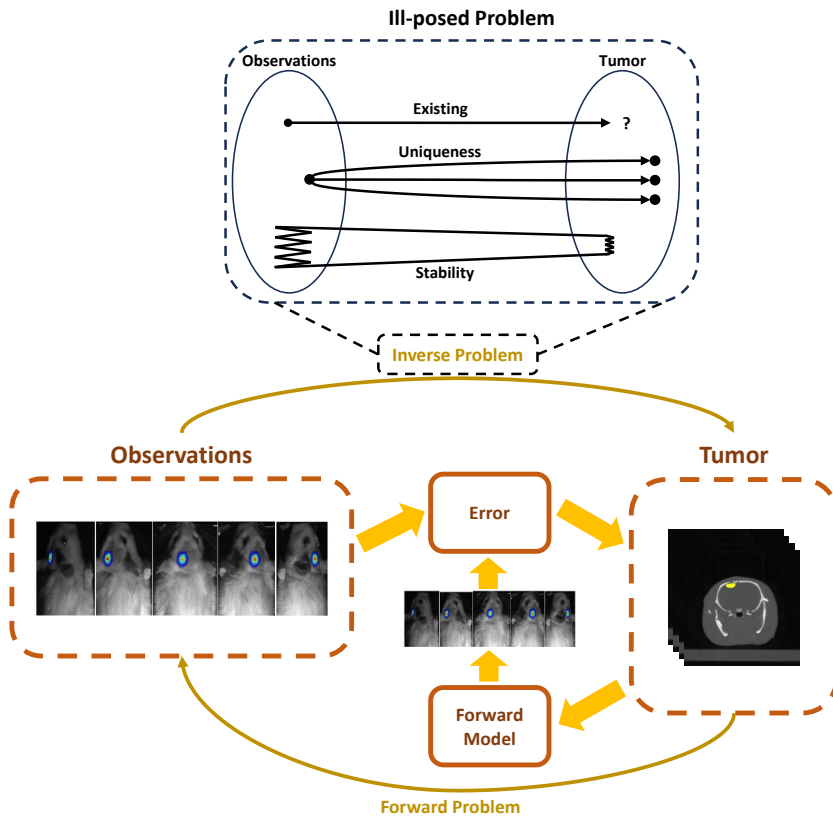 Ill-posed Problem
Observations
Tumor
Existing
?
Uniqueness
Stability
Inverse Problem
Observations
Tumor
Error
Forward
Model
Forward Problem